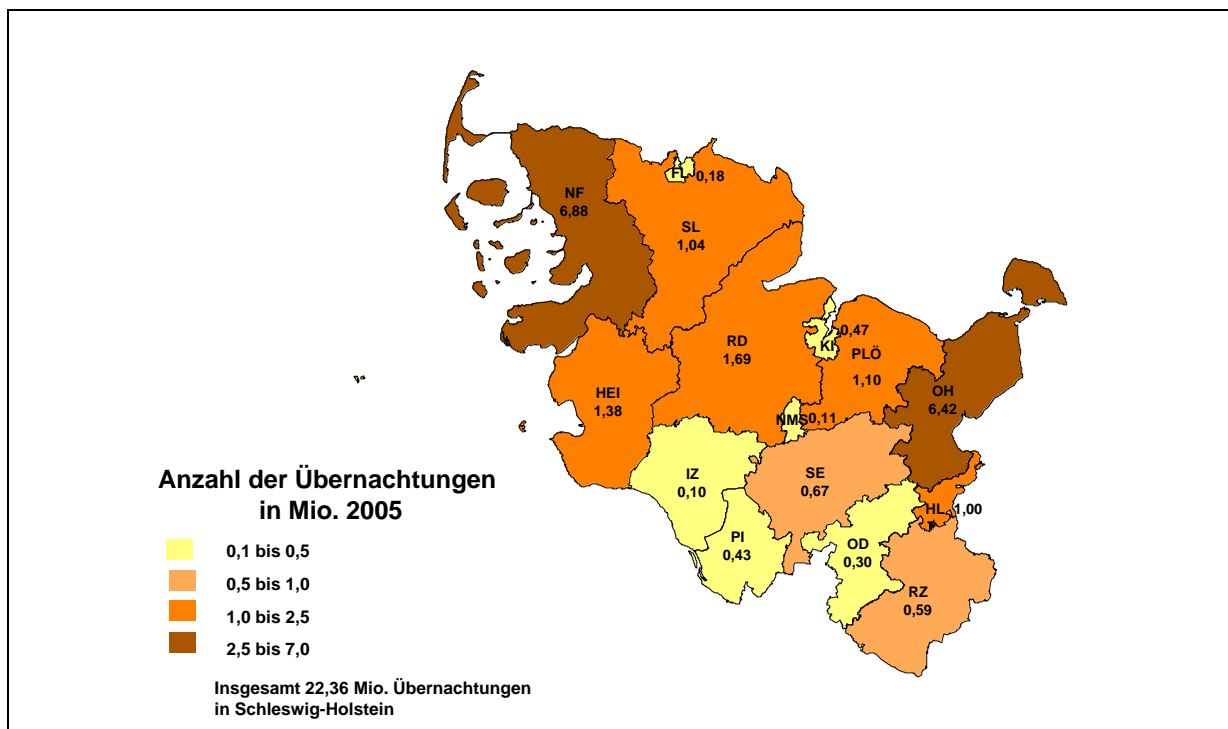 FL 0,18
NF
6,88
SL
1,04
RD
1,69
KI 0,47
PLÖ
1,10
HEI
1,38
OH
6,42
NMS 0,11
IZ
0,10
SE
0,67
HL 1,00
PI
0,43
OD
0,30
RZ
0,59
Anzahl der Übernachtungen
in Mio. 2005
0,1 bis 0,5
0,5 bis 1,0
1,0 bis 2,5
2,5 bis 7,0
Insgesamt 22,36 Mio. Übernachtungen
in Schleswig-Holstein